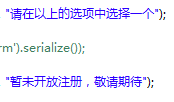 "请在以上的选项中选择一个");
rm').serialize());
"暂未开放注册，敬请期待");